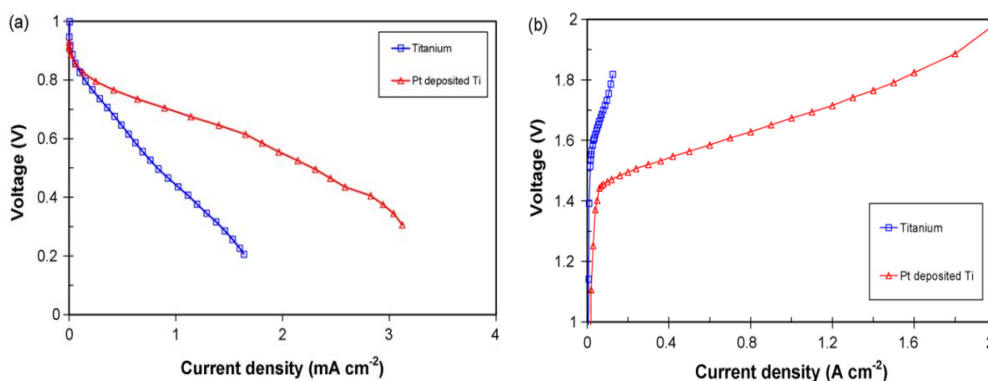 (a)
1
0.8
0.6
0.4
0.2
0
0
1
2
3
4
Voltage (V)
Current density (mA cm-2)
Titanium
Pt deposited Ti
(b)
2
1.8
1.6
1.4
1.2
1
0
0.4
0.8
1.2
1.6
2
Voltage (V)
Current density (A cm-2)
Titanium
Pt deposited Ti